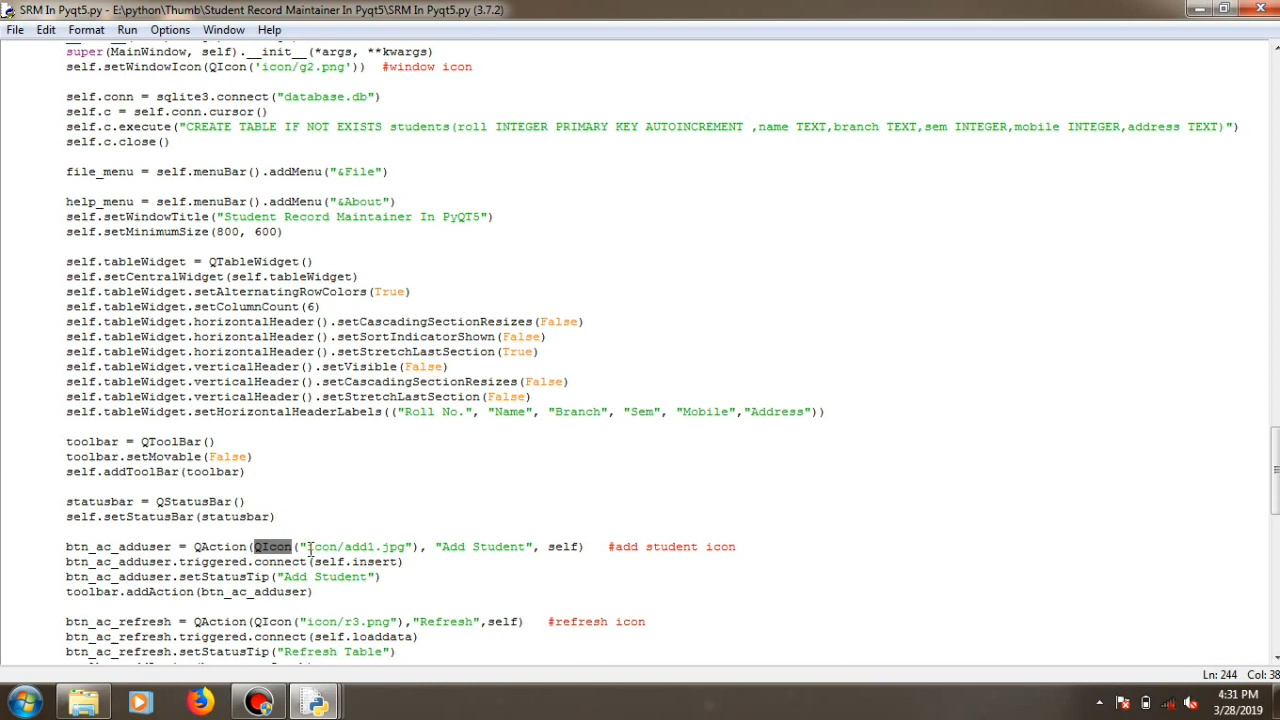 SRM In Pyqt5.py - E:\python\Thumb\Student Record Maintainer In Pyqt5\SRM In Pyqt5.py (3.7.2)
File Edit Format Run Options Window Help
super(MainWindow, self).__init__(*args, **kwargs)
self.setWindowIcon(QIcon('icon/g2.png'))  #window icon
self.conn = sqlite3.connect("database.db")
self.c = self.conn.cursor()
self.c.execute("CREATE TABLE IF NOT EXISTS students(roll INTEGER PRIMARY KEY AUTOINCREMENT ,name TEXT,branch TEXT,sem INTEGER,mobile INTEGER,address TEXT)")
self.c.close()
file_menu = self.menuBar().addMenu("&File")
help_menu = self.menuBar().addMenu("&About")
self.setWindowTitle("Student Record Maintainer In PyQT5")
self.setMinimumSize(800, 600)
self.tableWidget = QTableWidget()
self.setCentralWidget(self.tableWidget)
self.tableWidget.setAlternatingRowColors(True)
self.tableWidget.setColumnCount(6)
self.tableWidget.horizontalHeader().setCascadingSectionResizes(False)
self.tableWidget.horizontalHeader().setSortIndicatorShown(False)
self.tableWidget.horizontalHeader().setStretchLastSection(True)
self.tableWidget.verticalHeader().setVisible(False)
self.tableWidget.verticalHeader().setCascadingSectionResizes(False)
self.tableWidget.verticalHeader().setStretchLastSection(False)
self.tableWidget.setHorizontalHeaderLabels(("Roll No.", "Name", "Branch", "Sem", "Mobile","Address"))
toolbar = QToolBar()
toolbar.setMovable(False)
self.addToolBar(toolbar)
statusbar = QStatusBar()
self.setStatusBar(statusbar)
btn_ac_adduser = QAction(QIcon("icon/add1.jpg"), "Add Student", self)   #add student icon
btn_ac_adduser.triggered.connect(self.insert)
btn_ac_adduser.setStatusTip("Add Student")
toolbar.addAction(btn_ac_adduser)
btn_ac_refresh = QAction(QIcon("icon/r3.png"),"Refresh",self)   #refresh icon
btn_ac_refresh.triggered.connect(self.loaddata)
btn_ac_refresh.setStatusTip("Refresh Table")
Ln: 244 Col: 38
4:31 PM
3/28/2019